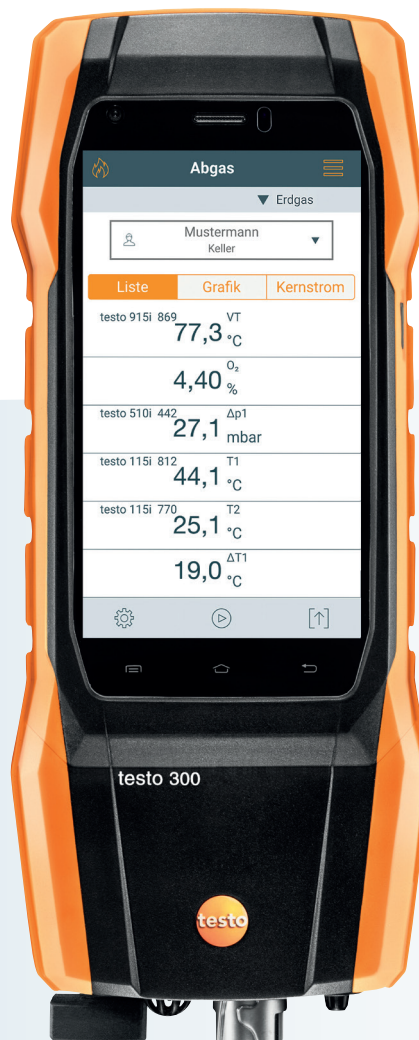 Abgas
Erdgas
Mustermann
Keller
Liste Grafik Kernstrom
testo 915i 869 77,3 VT °C
4,40 O₂ %
testo 510i 442 27,1 Δp1 mbar
testo 115i 812 44,1 T1 °C
testo 115i 770 25,1 T2 °C
19,0 ΔT1 °C
testo 300
testo